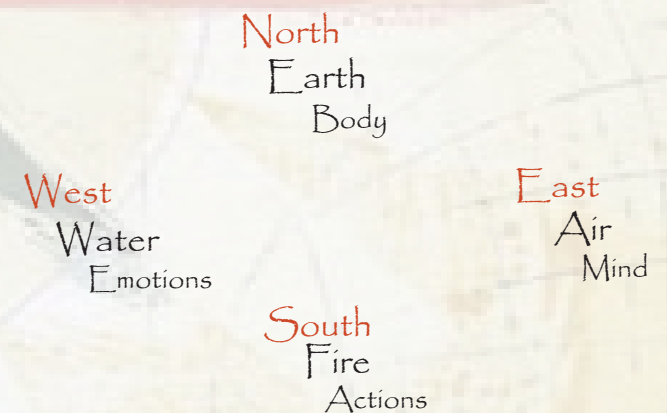 North
Earth
Body
West
Water
Emotions
East
Air
Mind
South
Fire
Actions